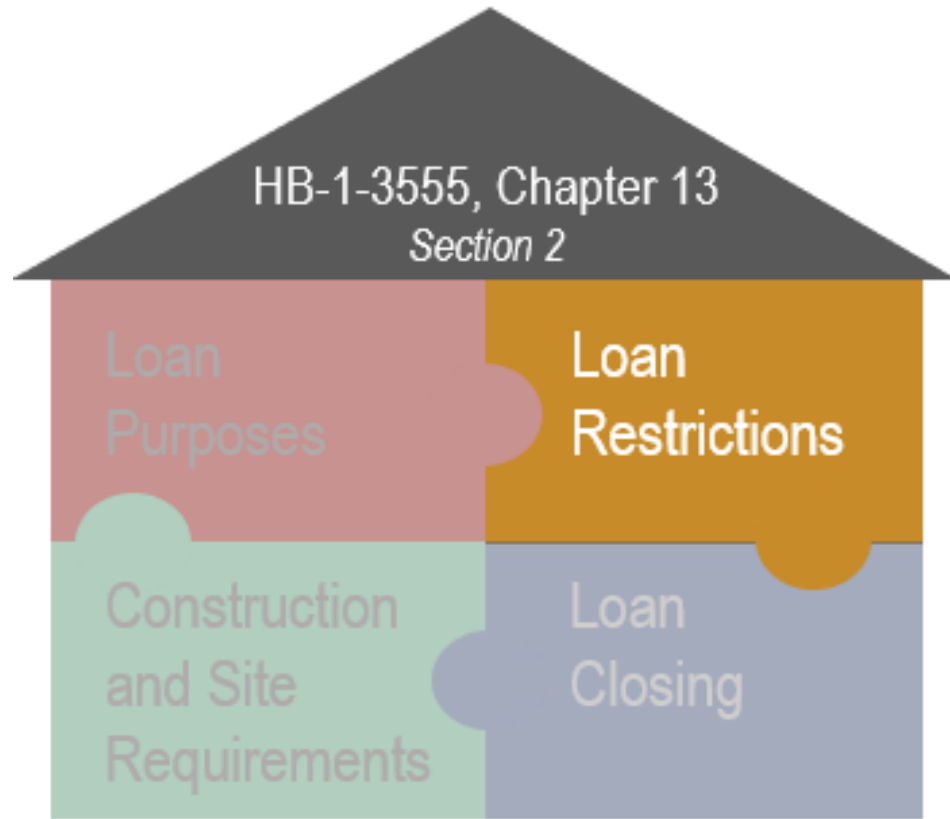 HB-1-3555, Chapter 13
Section 2
Loan
Purposes
Loan
Restrictions
Construction
and Site
Requirements
Loan
Closing